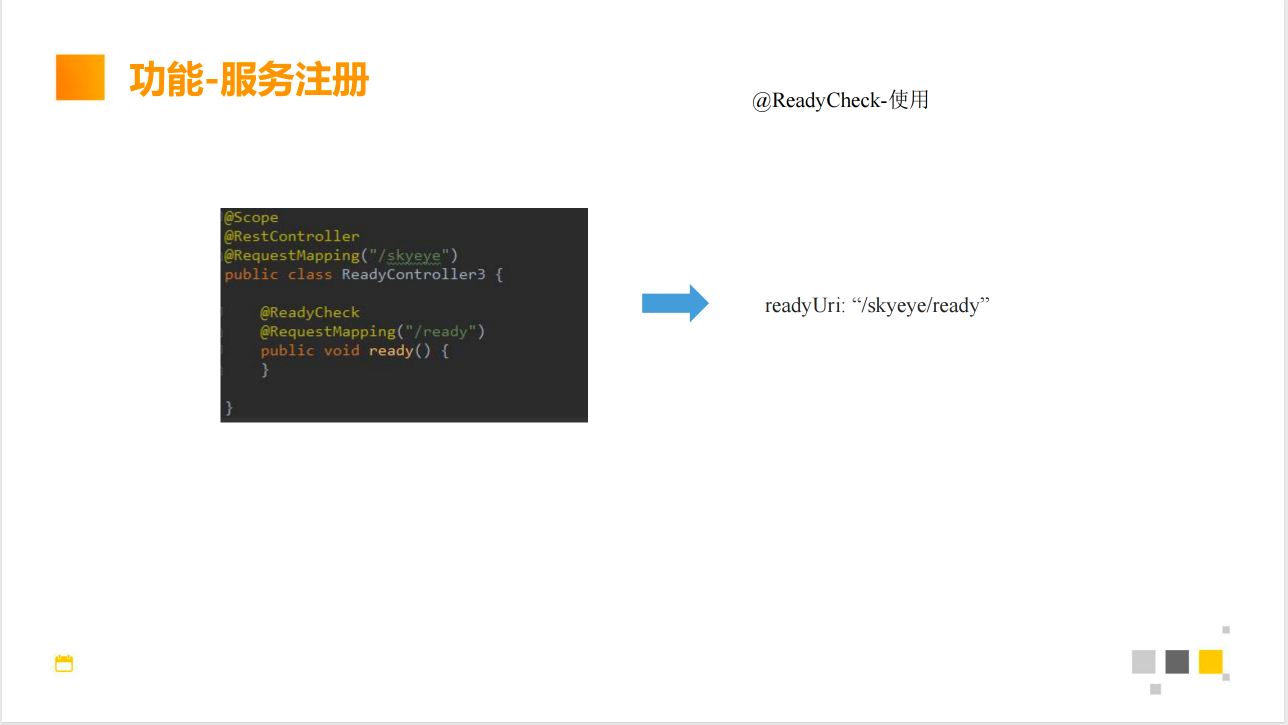 功能-服务注册
@ReadyCheck-使用
@Scope
@RestController
@RequestMapping("/skyeye")
public class ReadyController3 {
@ReadyCheck
@RequestMapping("/ready")
public void ready() {
}
}
readyUri: “/skyeye/ready”